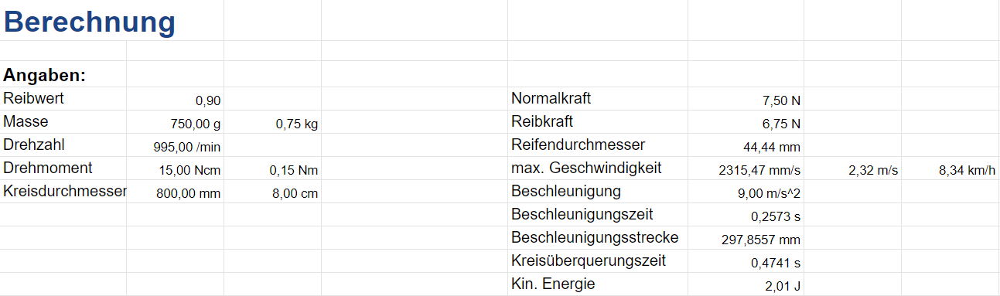 Berechnung
Angaben:
Reibwert 0,90 Normalkraft 7,50 N
Masse 750,00 g 0,75 kg Reibkraft 6,75 N
Drehzahl 995,00 /min Reifendurchmesser 44,44 mm
Drehmoment 15,00 Ncm 0,15 Nm max. Geschwindigkeit 2315,47 mm/s 2,32 m/s 8,34 km/h
Kreisdurchmesser 800,00 mm 8,00 cm Beschleunigung 9,00 m/s^2
Beschleunigungszeit 0,2573 s
Beschleunigungsstrecke 297,8557 mm
Kreisüberquerungszeit 0,4741 s
Kin. Energie 2,01 J